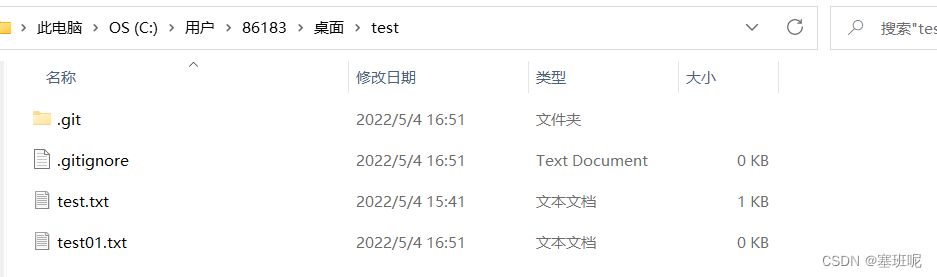 此电脑 > OS (C:) > 用户 > 86183 > 桌面 > test 搜索"tes
名称 修改日期 类型 大小
.git 2022/5/4 16:51 文件夹
.gitignore 2022/5/4 16:51 Text Document 0 KB
test.txt 2022/5/4 15:41 文本文档 1 KB
test01.txt 2022/5/4 16:51 文本文档 0 KB
CSDN @塞班呢